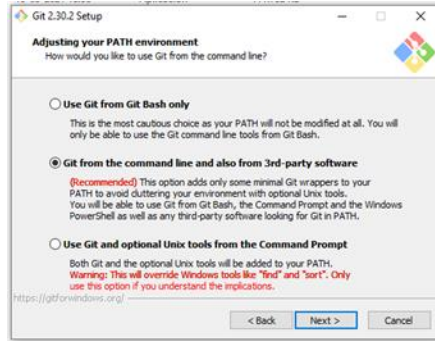 Git 2.30.2 Setup
Adjusting your PATH environment
How would you like to use Git from the command line?
Use Git from Git Bash only
This is the most cautious choice as your PATH will not be modified at all. You will
only be able to use the Git command line tools from Git Bash.
Git from the command line and also from 3rd-party software
(Recommended) This option adds only some minimal Git wrappers to your
PATH to avoid cluttering your environment with optional Unix tools.
You will be able to use Git from Git Bash, the Command Prompt and the Windows
PowerShell as well as any third-party software looking for Git in PATH.
Use Git and optional Unix tools from the Command Prompt
Both Git and the optional Unix tools will be added to your PATH.
Warning: This will override Windows tools like "find" and "sort". Only
use this option if you understand the implications.
https://gitforwindows.org/
< Back Next > Cancel